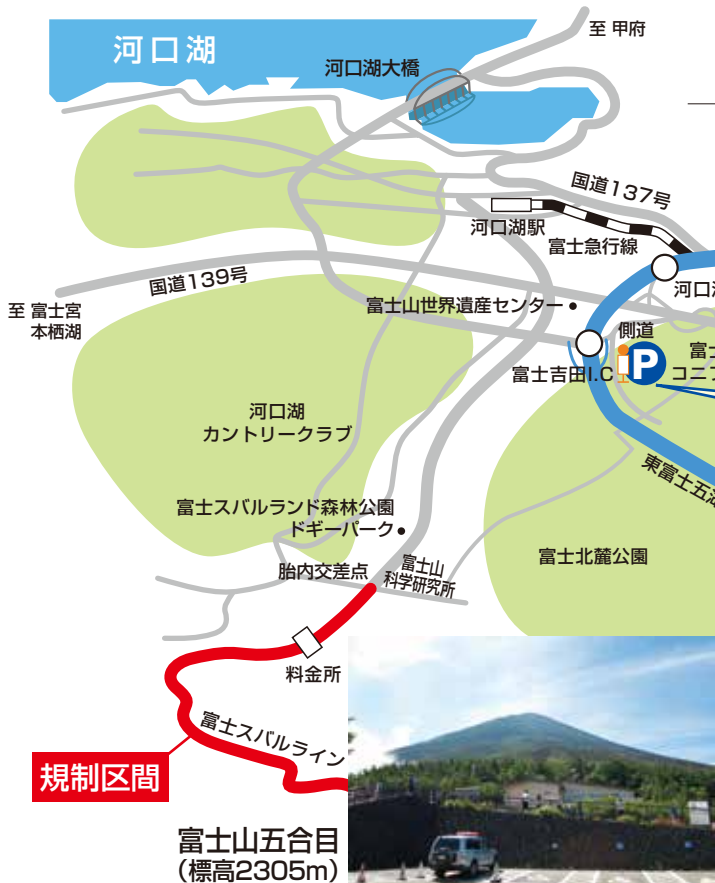 至 甲府
河口湖
河口湖大橋
国道137号
河口湖駅
富士急行線
国道139号
至 富士宮
本栖湖
富士山世界遺産センター
側道
P
富士吉田I.C
河口湖
カントリークラブ
東富士五湖
富士スバルランド森林公園
ドギーパーク
富士北麓公園
胎内交差点
富士山
科学研究所
料金所
富士スバルライン
規制区間
富士山五合目
(標高2305m)